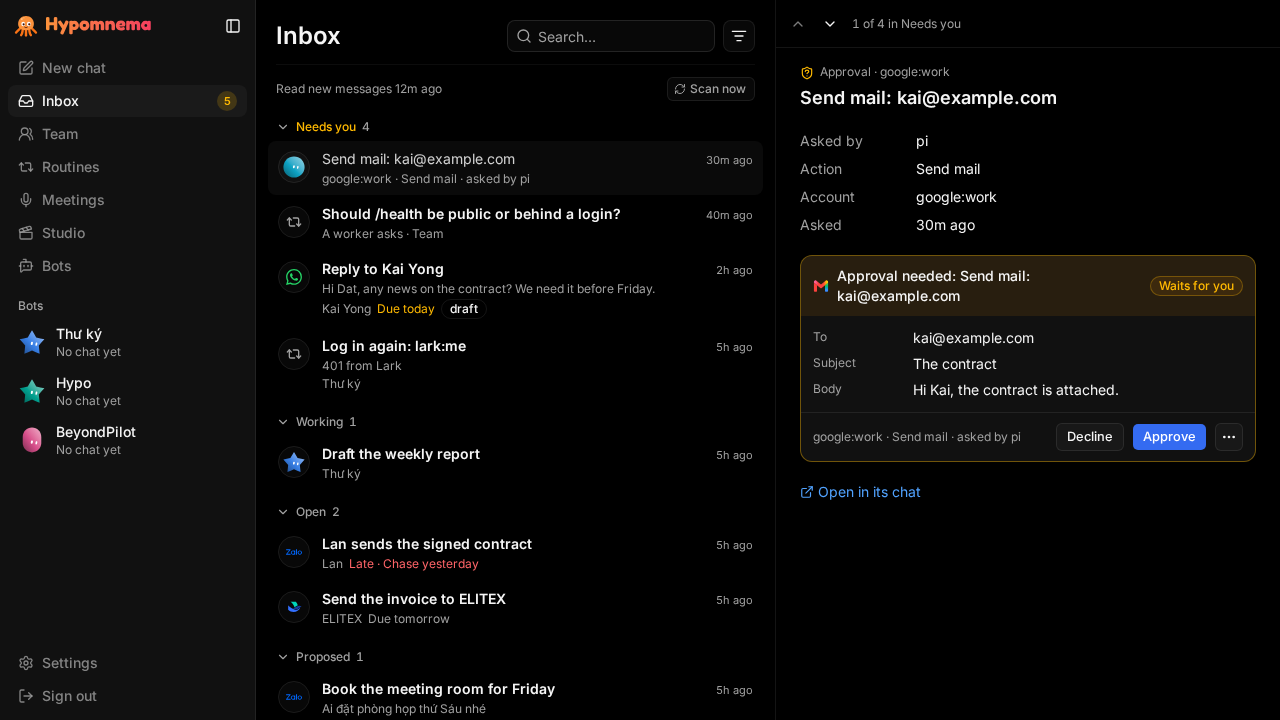 Hypomnema
New chat
Inbox
5
Team
Routines
Meetings
Studio
Bots
Bots
Thư ký
No chat yet
Hypo
No chat yet
BeyondPilot
No chat yet
Settings
Sign out
Inbox
Search...
Read new messages 12m ago
Scan now
Needs you 4
Send mail: kai@example.com
30m ago
google:work · Send mail · asked by pi
Should /health be public or behind a login?
40m ago
A worker asks · Team
Reply to Kai Yong
2h ago
Hi Dat, any news on the contract? We need it before Friday.
Kai Yong Due today draft
Log in again: lark:me
5h ago
401 from Lark
Thư ký
Working 1
Draft the weekly report
5h ago
Thư ký
Open 2
Zalo
Lan sends the signed contract
5h ago
Lan Late · Chase yesterday
Send the invoice to ELITEX
5h ago
ELITEX Due tomorrow
Proposed 1
Zalo
Book the meeting room for Friday
5h ago
Ai đặt phòng họp thứ Sáu nhé
1 of 4 in Needs you
Approval · google:work
Send mail: kai@example.com
Asked by pi
Action Send mail
Account google:work
Asked 30m ago
Approval needed: Send mail:
kai@example.com
Waits for you
To kai@example.com
Subject The contract
Body Hi Kai, the contract is attached.
google:work · Send mail · asked by pi
Decline
Approve
Open in its chat